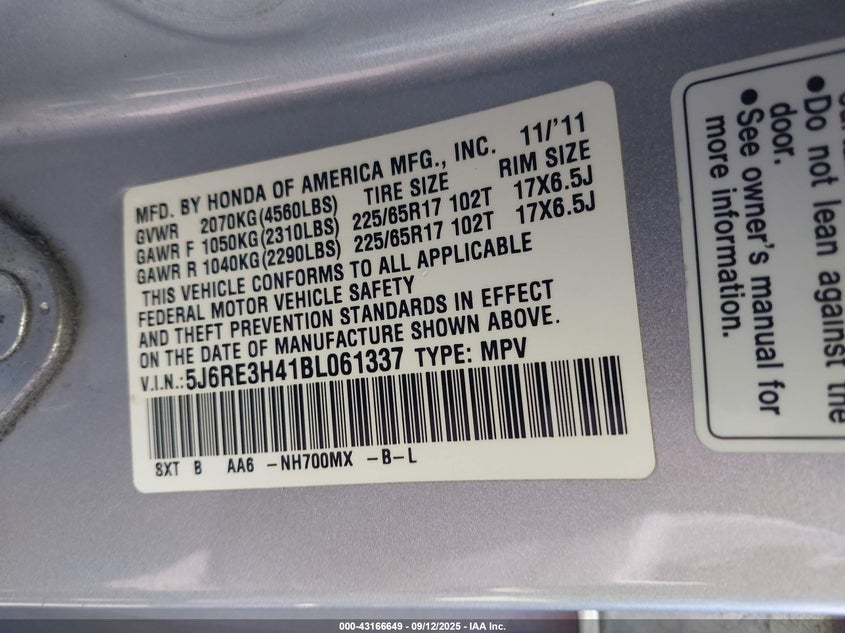 MFD. BY HONDA OF AMERICA MFG., INC. 11/'11
GVWR 2070KG(4560LBS) TIRE SIZE RIM SIZE
GAWR F 1050KG(2310LBS) 225/65R17 102T 17X6.5J
GAWR R 1040KG(2290LBS) 225/65R17 102T 17X6.5J
THIS VEHICLE CONFORMS TO ALL APPLICABLE
FEDERAL MOTOR VEHICLE SAFETY
AND THEFT PREVENTION STANDARDS IN EFFECT
ON THE DATE OF MANUFACTURE SHOWN ABOVE.
V.I.N.:5J6RE3H41BL061337 TYPE: MPV
SXT B AA6 -NH700MX -B-L
●Do not lean against the
door.
●See owner's manual for
more information.
000-43166649 - 09/12/2025 - IAA Inc.